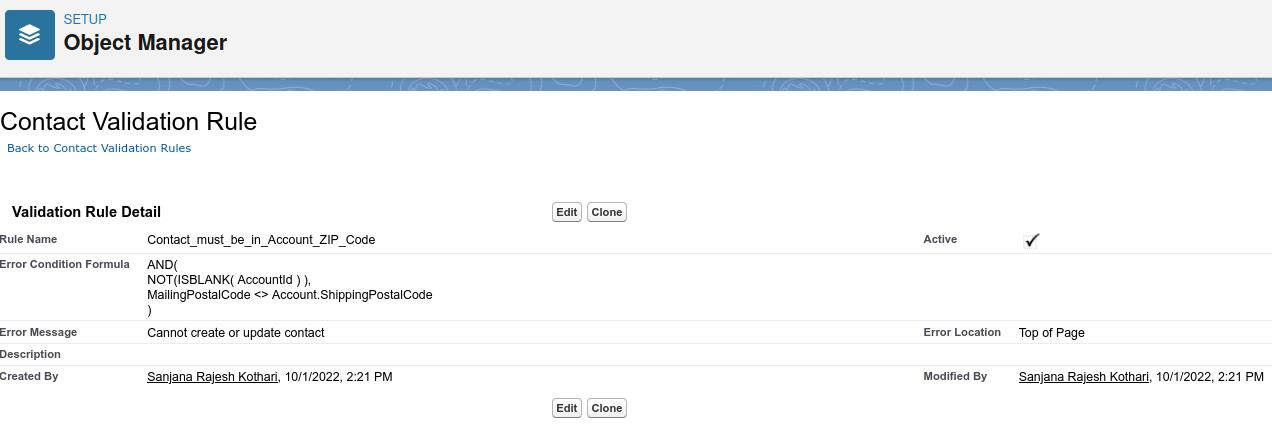 SETUP
Object Manager
Contact Validation Rule
Back to Contact Validation Rules
Validation Rule Detail Edit Clone
Rule Name Contact_must_be_in_Account_ZIP_Code Active
Error Condition Formula AND(
NOT(ISBLANK( AccountId ) ),
MailingPostalCode <> Account.ShippingPostalCode
)
Error Message Cannot create or update contact Error Location Top of Page
Description
Created By Sanjana Rajesh Kothari, 10/1/2022, 2:21 PM Modified By Sanjana Rajesh Kothari, 10/1/2022, 2:21 PM
Edit Clone